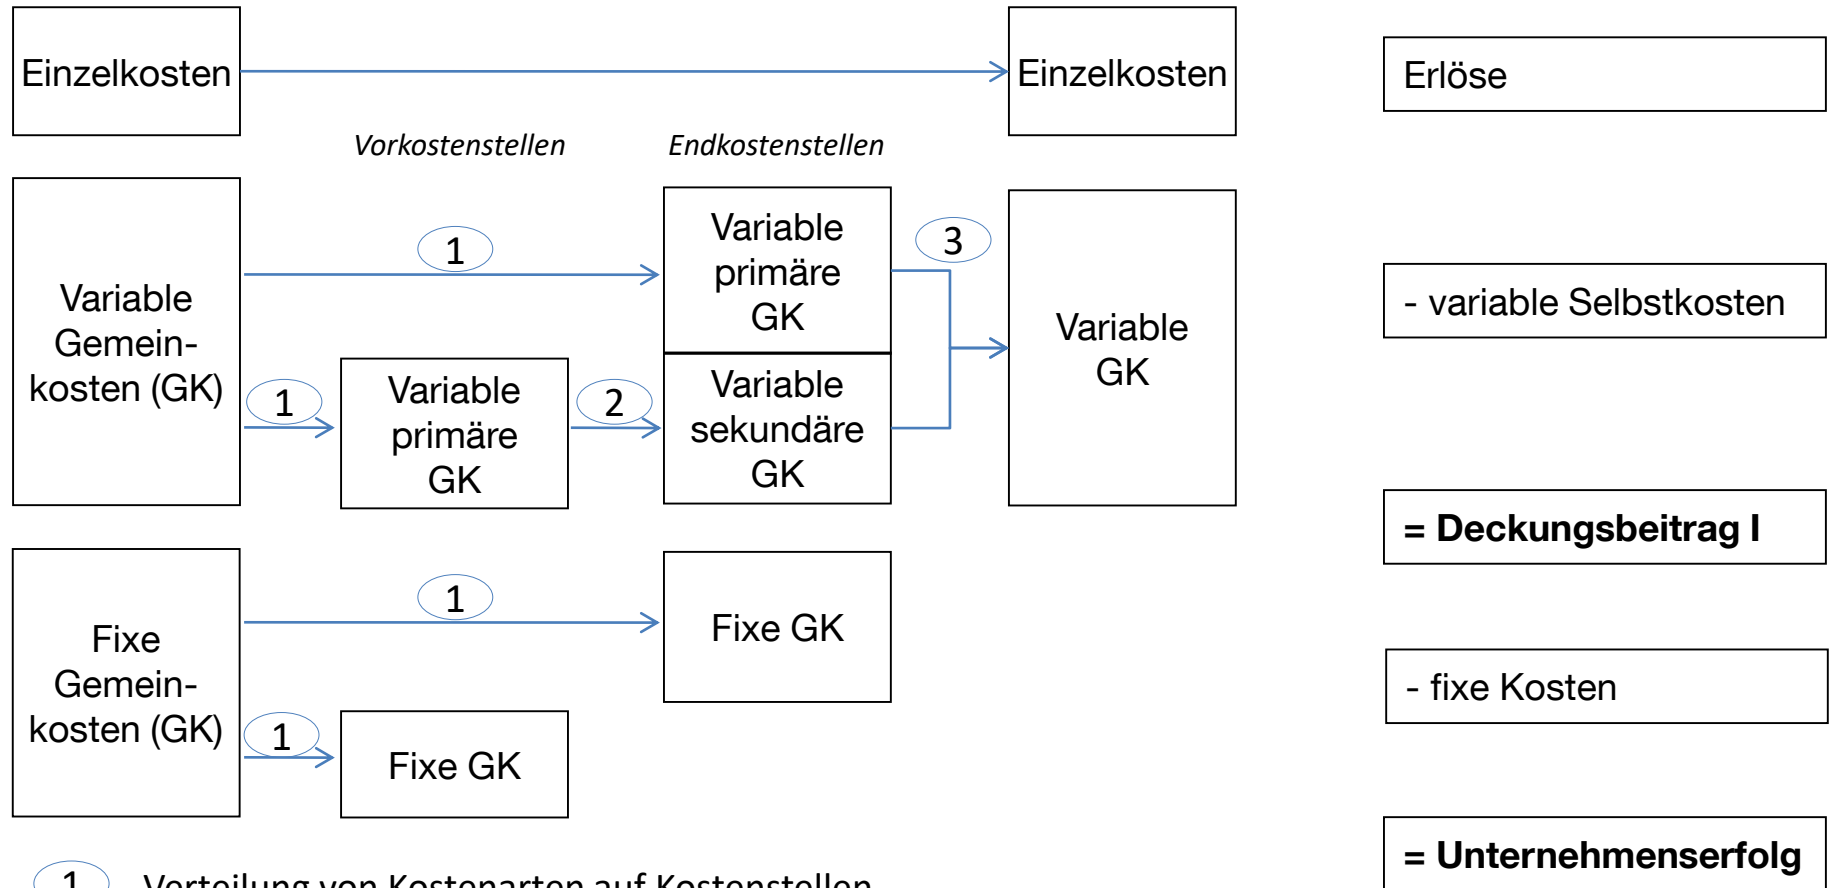 Einzelkosten
Einzelkosten
Erlöse
Vorkostenstellen
Endkostenstellen
Variable
Gemein-
kosten (GK)
1
1
Variable
primäre
GK
2
Variable
primäre
GK
Variable
sekundäre
GK
3
Variable
GK
- variable Selbstkosten
= Deckungsbeitrag I
Fixe
Gemein-
kosten (GK)
1
1
Fixe GK
Fixe GK
- fixe Kosten
= Unternehmenserfolg
1
Verteilung von Kostenarten auf Kostenstellen